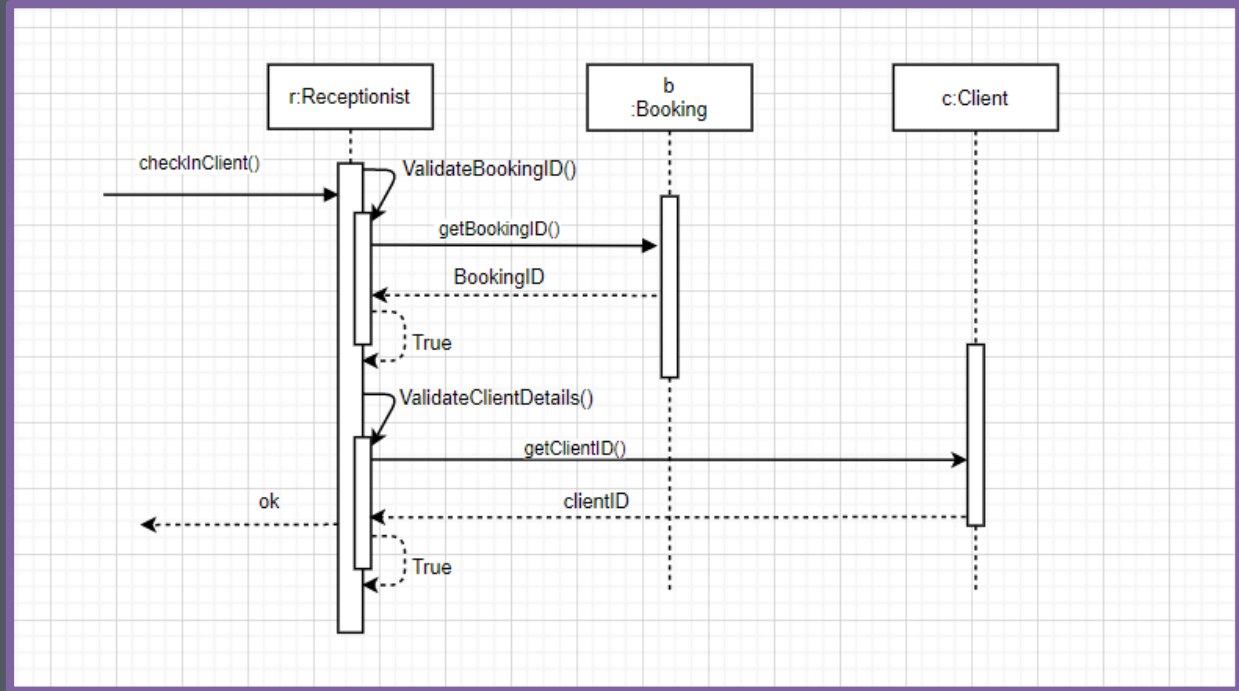 r:Receptionist
b
:Booking
c:Client
checkInClient()
ValidateBookingID()
getBookingID()
BookingID
True
ValidateClientDetails()
getClientID()
ok
clientID
True